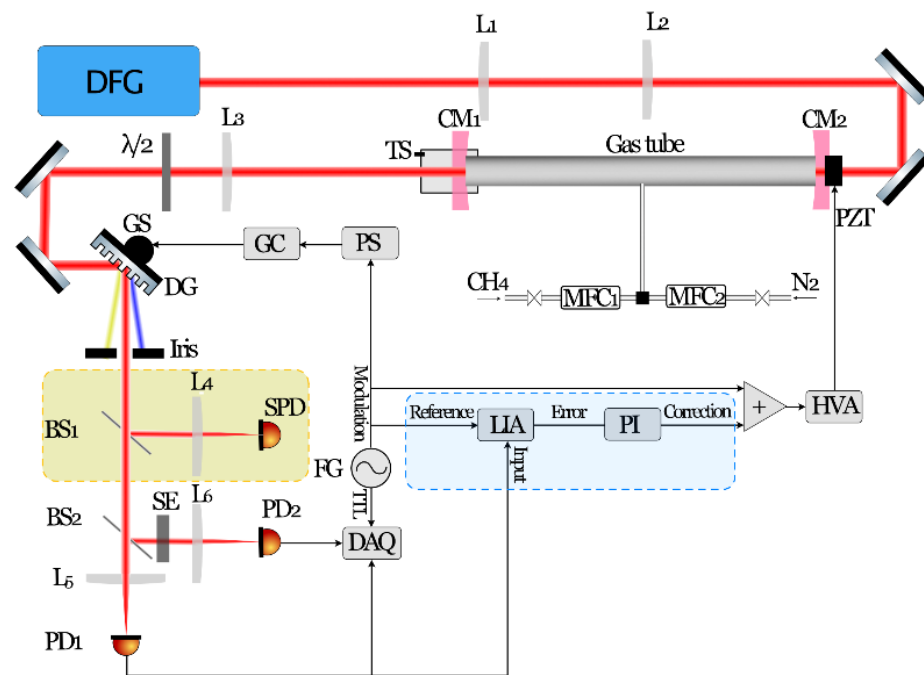 L1
L2
DFG
λ/2
L3
CM1
CM2
TS
Gas tube
PZT
GS
GC
PS
DG
CH4
MFC1
MFC2
N2
Iris
L4
SPD
BS1
Modulation
Reference
LIA
Error
PI
Correction
+
HVA
Input
FG
TTL
SE
L6
PD2
BS2
DAQ
L5
PD1